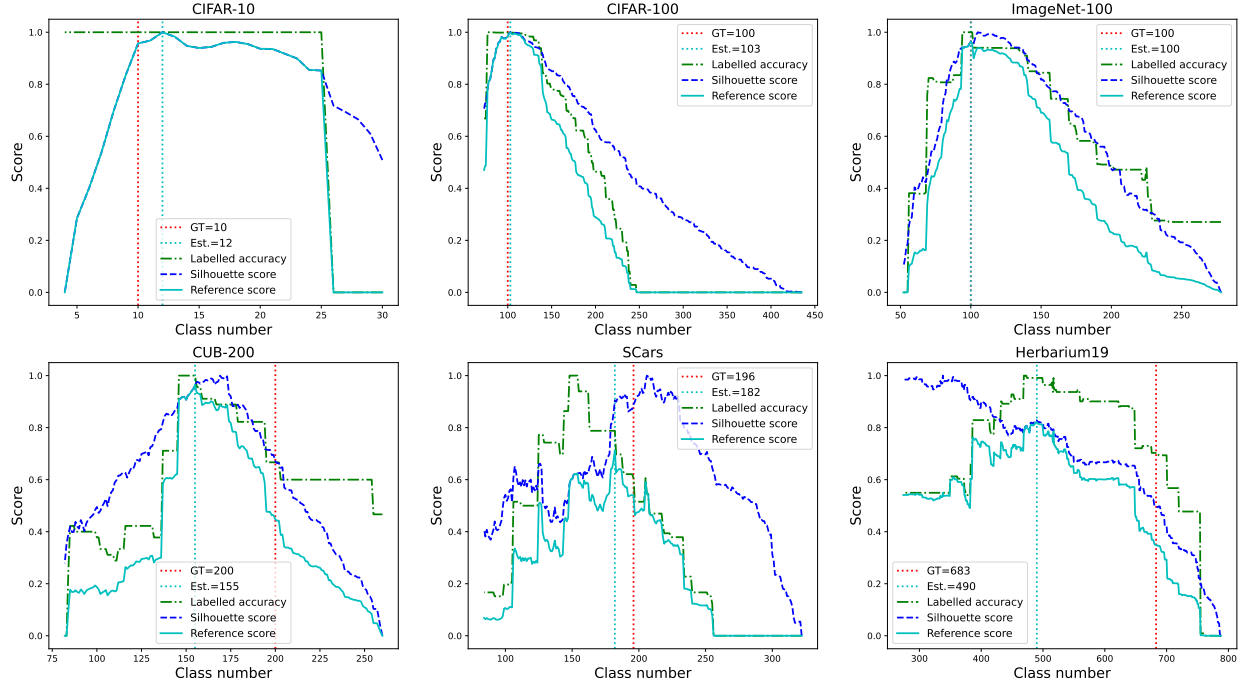 CIFAR-10
Score
1.0
0.8
0.6
0.4
0.2
0.0
GT=10
Est.=12
Labelled accuracy
Silhouette score
Reference score
5 10 15 20 25 30
Class number
CIFAR-100
Score
1.0
0.8
0.6
0.4
0.2
0.0
GT=100
Est.=103
Labelled accuracy
Silhouette score
Reference score
100 150 200 250 300 350 400 450
Class number
ImageNet-100
Score
1.0
0.8
0.6
0.4
0.2
0.0
GT=100
Est.=100
Labelled accuracy
Silhouette score
Reference score
50 100 150 200 250
Class number
CUB-200
Score
1.0
0.8
0.6
0.4
0.2
0.0
GT=200
Est.=155
Labelled accuracy
Silhouette score
Reference score
75 100 125 150 175 200 225 250
Class number
SCars
Score
1.0
0.8
0.6
0.4
0.2
0.0
GT=196
Est.=182
Labelled accuracy
Silhouette score
Reference score
100 150 200 250 300
Class number
Herbarium19
Score
1.0
0.8
0.6
0.4
0.2
0.0
GT=683
Est.=490
Labelled accuracy
Silhouette score
Reference score
300 400 500 600 700 800
Class number